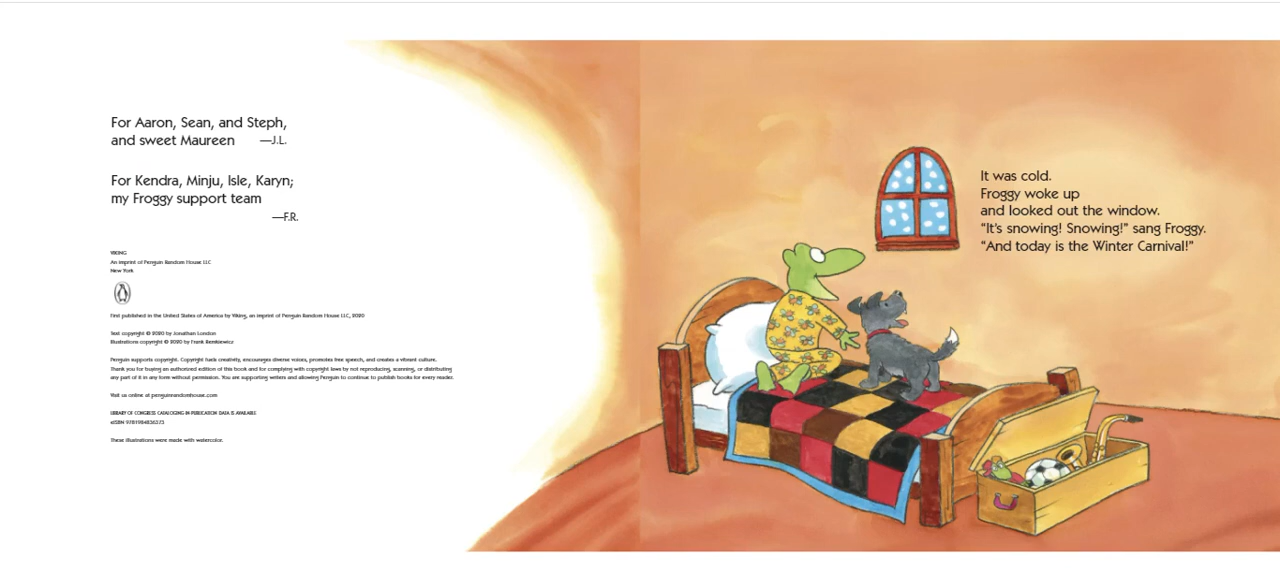 For Aaron, Sean, and Steph,
and sweet Maureen —J.L.
For Kendra, Minju, Isle, Karyn;
my Froggy support team
—F.R.
VIKING
An imprint of Penguin Random House LLC
New York
First published in the United States of America by Viking, an imprint of Penguin Random House LLC, 2020
Text copyright © 2020 by Jonathan London
Illustrations copyright © 2020 by Frank Remkiewicz
Penguin supports copyright. Copyright fuels creativity, encourages diverse voices, promotes free speech, and creates a vibrant culture.
Thank you for buying an authorized edition of this book and for complying with copyright laws by not reproducing, scanning, or distributing
any part of it in any form without permission. You are supporting writers and allowing Penguin to continue to publish books for every reader.
Visit us online at penguinrandomhouse.com
LIBRARY OF CONGRESS CATALOGING-IN-PUBLICATION DATA IS AVAILABLE
eISBN 9781984836373
These illustrations were made with watercolor.
It was cold.
Froggy woke up
and looked out the window.
“It’s snowing! Snowing!” sang Froggy.
“And today is the Winter Carnival!”